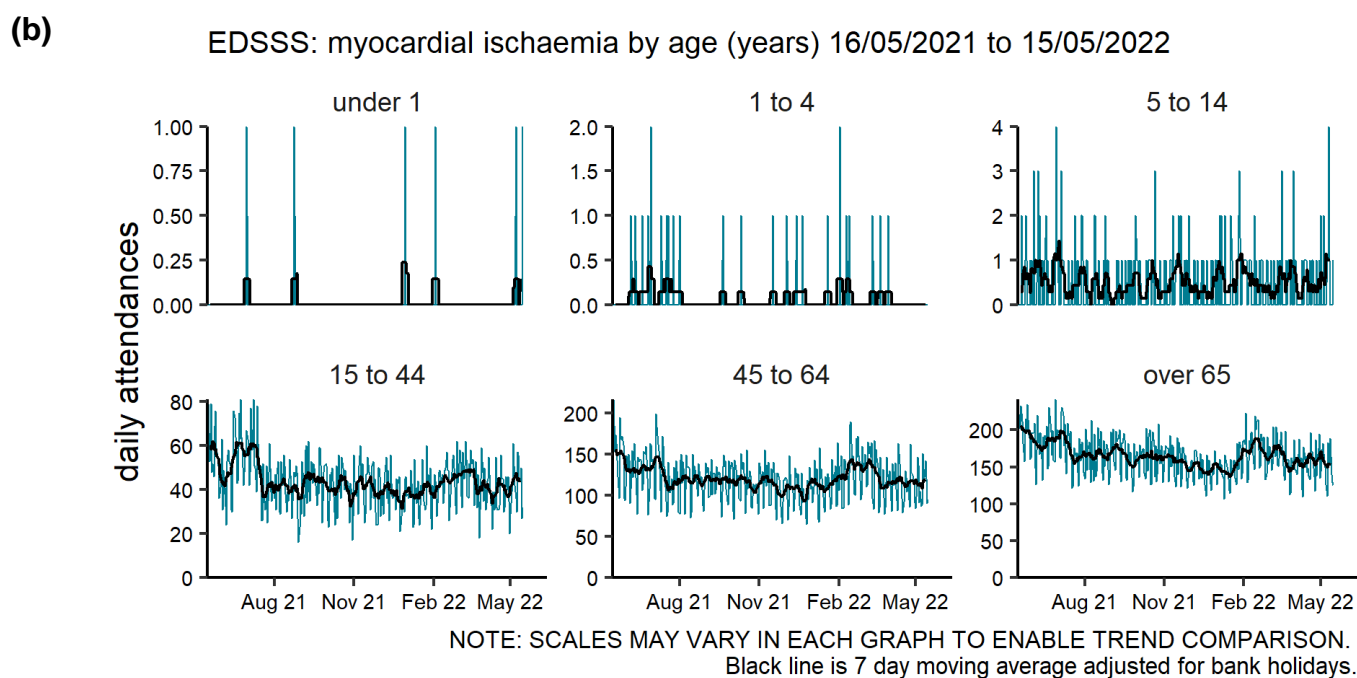 (b)
EDSSS: myocardial ischaemia by age (years) 16/05/2021 to 15/05/2022
under 1
1 to 4
5 to 14
1.00
0.75
0.50
0.25
0.00
2.0
1.5
1.0
0.5
0.0
4
3
2
1
0
daily attendances
15 to 44
45 to 64
over 65
80
60
40
20
0
200
150
100
50
0
200
150
100
50
0
Aug 21 Nov 21 Feb 22 May 22
Aug 21 Nov 21 Feb 22 May 22
Aug 21 Nov 21 Feb 22 May 22
NOTE: SCALES MAY VARY IN EACH GRAPH TO ENABLE TREND COMPARISON.
Black line is 7 day moving average adjusted for bank holidays.